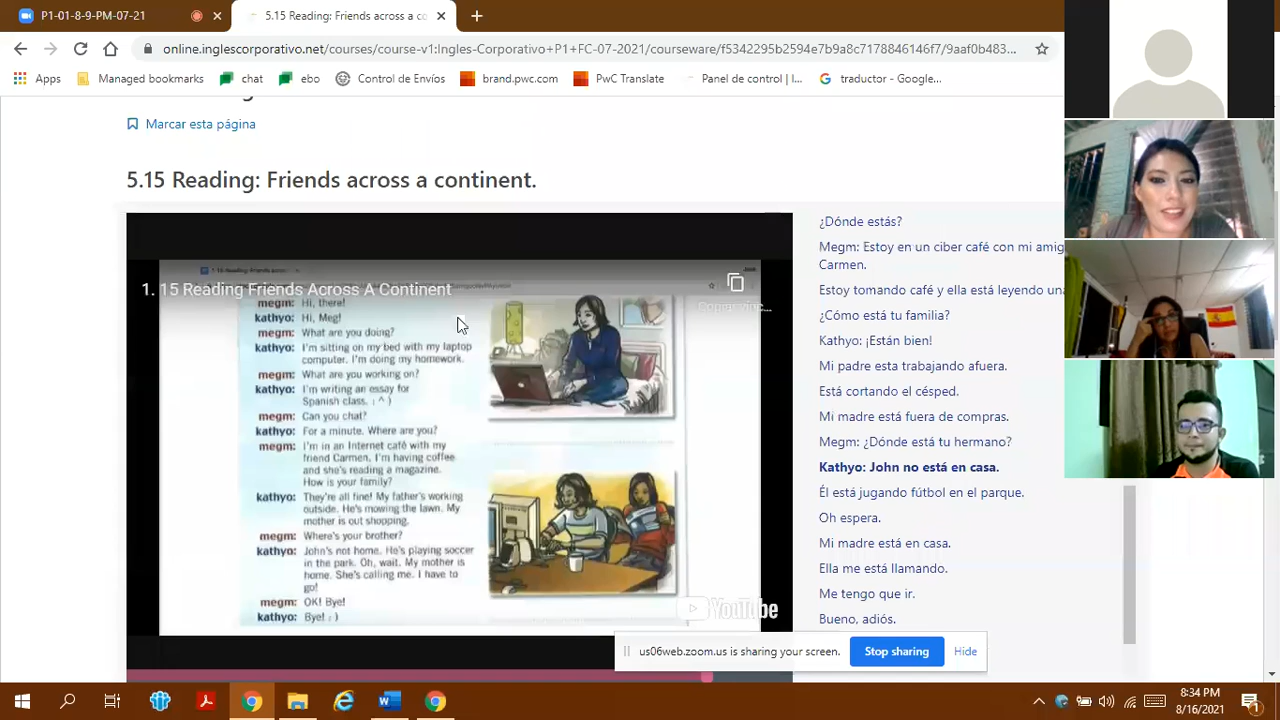 P1-01-8-9-PM-07-21
5.15 Reading: Friends across a co
online.inglescorporativo.net/courses/course-v1:Ingles-Corporativo+P1+FC-07-2021/courseware/f5342295b2594e7b9a8c7178846146f7/9aaf0b483...
Apps
Managed bookmarks
chat
ebo
Control de Envíos
brand.pwc.com
PwC Translate
Panel de control | I...
traductor - Google...
Marcar esta página
5.15 Reading: Friends across a continent.
1. 15 Reading Friends Across A Continent
megm: Hi, there!
kathyo: Hi, Meg!
megm: What are you doing?
kathyo: I'm sitting on my bed with my laptop
computer. I'm doing my homework.
megm: What are you working on?
kathyo: I'm writing an essay for
Spanish class. : ^ )
megm: Can you chat?
kathyo: For a minute. Where are you?
megm: I'm in an Internet café with my
friend Carmen. I'm having coffee
and she's reading a magazine.
How is your family?
kathyo: They're all fine! My father's working
outside. He's mowing the lawn. My
mother is out shopping.
megm: Where's your brother?
kathyo: John's not home. He's playing soccer
in the park. Oh, wait. My mother is
home. She's calling me. I have to
go!
megm: OK! Bye!
kathyo: Bye! : )
YouTube
¿Dónde estás?
Megm: Estoy en un ciber café con mi amig
Carmen.
Estoy tomando café y ella está leyendo una
¿Cómo está tu familia?
Kathyo: ¡Están bien!
Mi padre esta trabajando afuera.
Está cortando el césped.
Mi madre está fuera de compras.
Megm: ¿Dónde está tu hermano?
Kathyo: John no está en casa.
Él está jugando fútbol en el parque.
Oh espera.
Mi madre está en casa.
Ella me está llamando.
Me tengo que ir.
Bueno, adiós.
us06web.zoom.us is sharing your screen.
Stop sharing
Hide
8:34 PM
8/16/2021